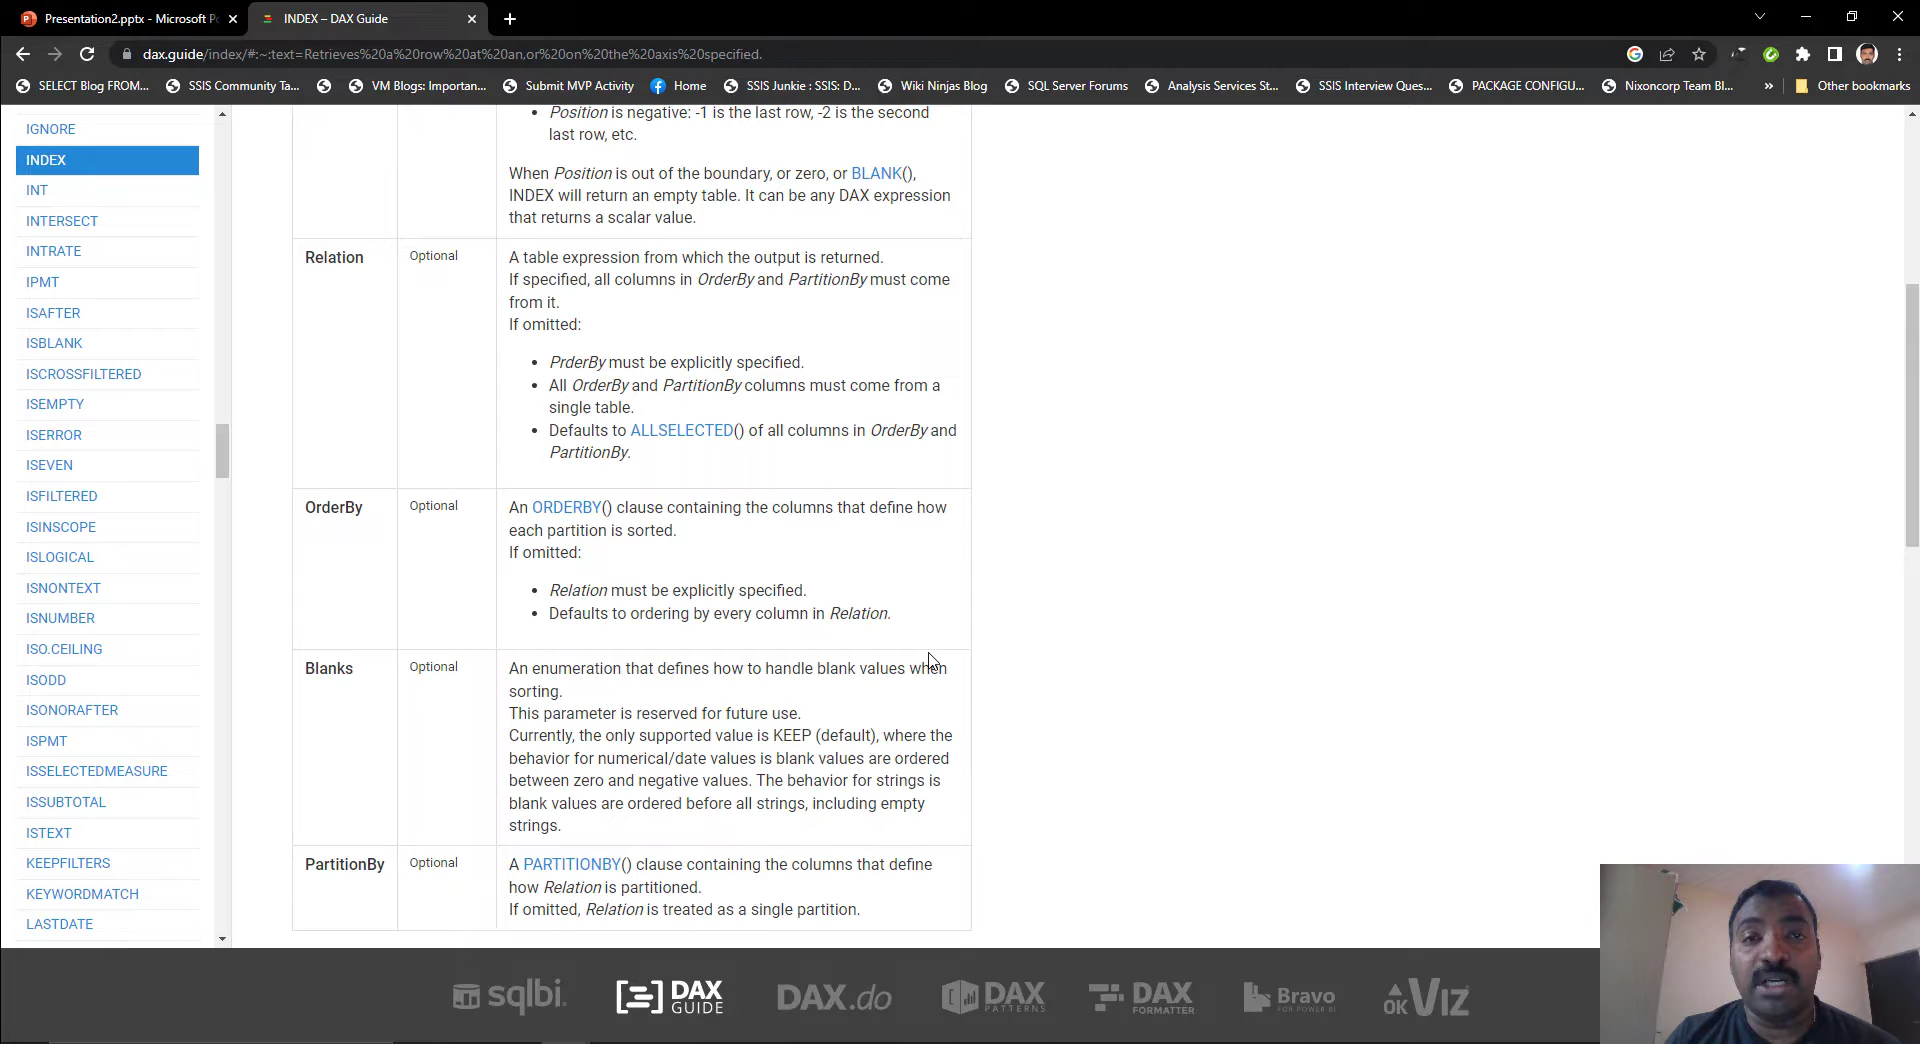 Presentation2.pptx - Microsoft Po
INDEX – DAX Guide
dax.guide/index/#:~:text=Retrieves%20a%20row%20at%20an,or%20on%20the%20axis%20specified.
SELECT Blog FROM...
SSIS Community Ta...
VM Blogs: Importan...
Submit MVP Activity
Home
SSIS Junkie : SSIS: D...
Wiki Ninjas Blog
SQL Server Forums
Analysis Services St...
SSIS Interview Ques...
PACKAGE CONFIGU...
Nixoncorp Team Bl...
»
Other bookmarks
IGNORE
INDEX
INT
INTERSECT
INTRATE
IPMT
ISAFTER
ISBLANK
ISCROSSFILTERED
ISEMPTY
ISERROR
ISEVEN
ISFILTERED
ISINSCOPE
ISLOGICAL
ISNONTEXT
ISNUMBER
ISO.CEILING
ISODD
ISONORAFTER
ISPMT
ISSELECTEDMEASURE
ISSUBTOTAL
ISTEXT
KEEPFILTERS
KEYWORDMATCH
LASTDATE
• Position is negative: -1 is the last row, -2 is the second
last row, etc.
When Position is out of the boundary, or zero, or BLANK(),
INDEX will return an empty table. It can be any DAX expression
that returns a scalar value.
Relation
Optional
A table expression from which the output is returned.
If specified, all columns in OrderBy and PartitionBy must come
from it.
If omitted:
• PrderBy must be explicitly specified.
• All OrderBy and PartitionBy columns must come from a
single table.
• Defaults to ALLSELECTED() of all columns in OrderBy and
PartitionBy.
OrderBy
Optional
An ORDERBY() clause containing the columns that define how
each partition is sorted.
If omitted:
• Relation must be explicitly specified.
• Defaults to ordering by every column in Relation.
Blanks
Optional
An enumeration that defines how to handle blank values when
sorting.
This parameter is reserved for future use.
Currently, the only supported value is KEEP (default), where the
behavior for numerical/date values is blank values are ordered
between zero and negative values. The behavior for strings is
blank values are ordered before all strings, including empty
strings.
PartitionBy
Optional
A PARTITIONBY() clause containing the columns that define
how Relation is partitioned.
If omitted, Relation is treated as a single partition.
sqlbi.
DAX
GUIDE
DAX.do
DAX
PATTERNS
DAX
FORMATTER
Bravo
FOR POWER BI
OK VIZ